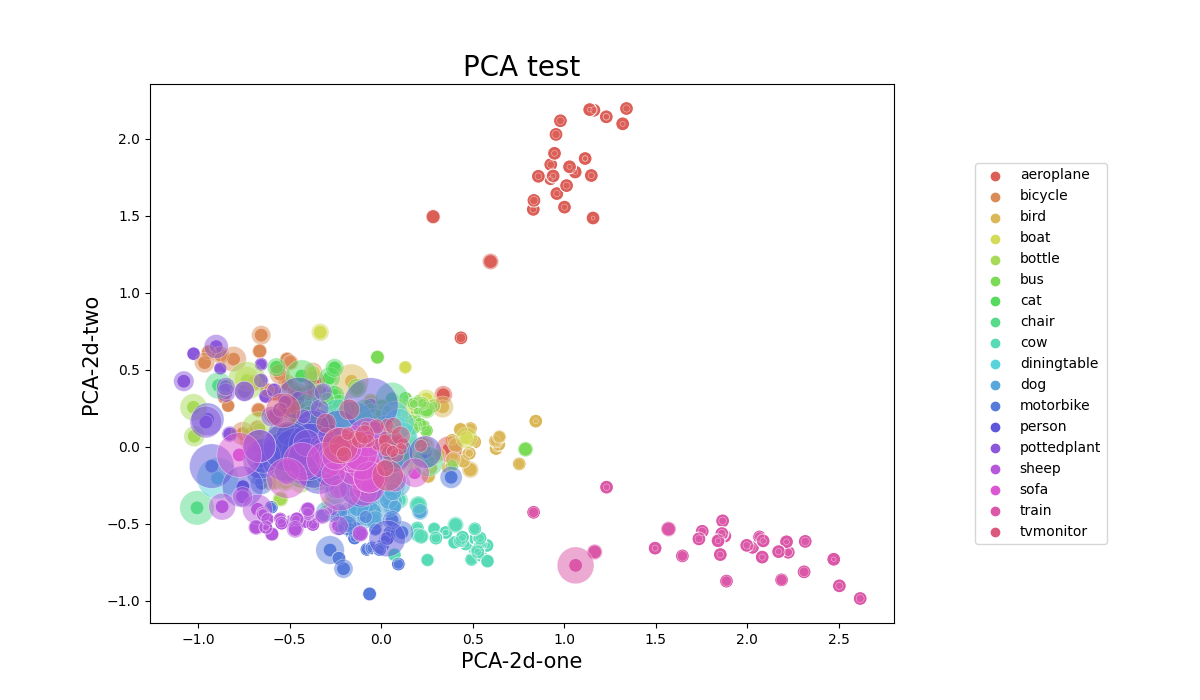 PCA test
PCA-2d-two
2.0
1.5
1.0
0.5
0.0
−0.5
−1.0
−1.0
−0.5
0.0
0.5
1.0
1.5
2.0
2.5
PCA-2d-one
aeroplane
bicycle
bird
boat
bottle
bus
cat
chair
cow
diningtable
dog
motorbike
person
pottedplant
sheep
sofa
train
tvmonitor